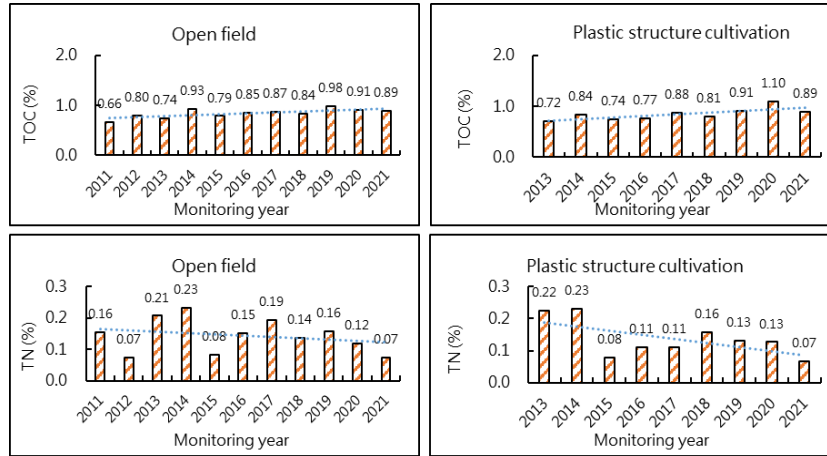 Open field
TOC (%)
2.0
1.0
0.0
0.66 0.80 0.74 0.93 0.79 0.85 0.87 0.84 0.98 0.91 0.89
2011 2012 2013 2014 2015 2016 2017 2018 2019 2020 2021
Monitoring year
Plastic structure cultivation
TOC (%)
2.0
1.0
0.0
0.72 0.84 0.74 0.77 0.88 0.81 0.91 1.10 0.89
2013 2014 2015 2016 2017 2018 2019 2020 2021
Monitoring year
Open field
TN (%)
0.3
0.2
0.1
0.0
0.16 0.07 0.21 0.23 0.08 0.15 0.19 0.14 0.16 0.12 0.07
2011 2012 2013 2014 2015 2016 2017 2018 2019 2020 2021
Monitoring year
Plastic structure cultivation
TN (%)
0.3
0.2
0.1
0.0
0.22 0.23 0.08 0.11 0.11 0.16 0.13 0.13 0.07
2013 2014 2015 2016 2017 2018 2019 2020 2021
Monitoring year